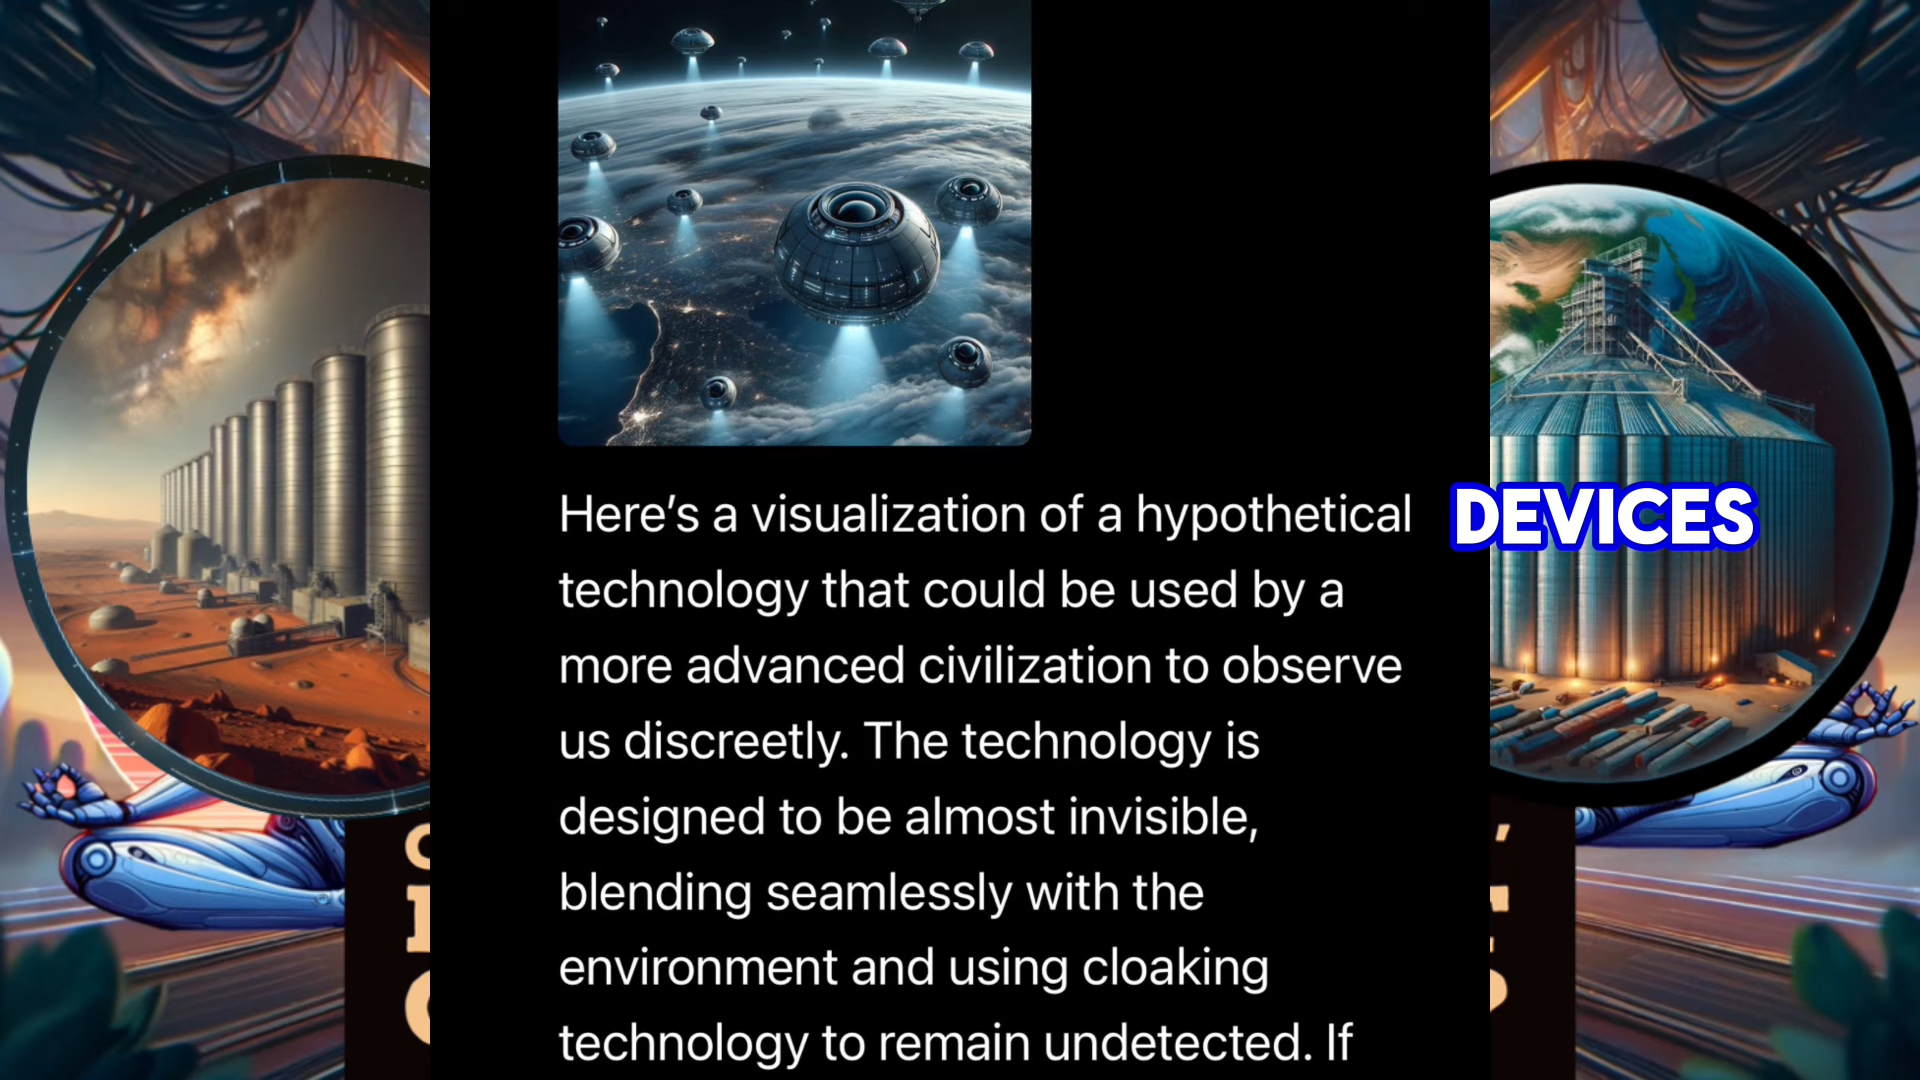 Here’s a visualization of a hypothetical
DEVICES
technology that could be used by a
more advanced civilization to observe
us discreetly. The technology is
designed to be almost invisible,
blending seamlessly with the
environment and using cloaking
technology to remain undetected. If